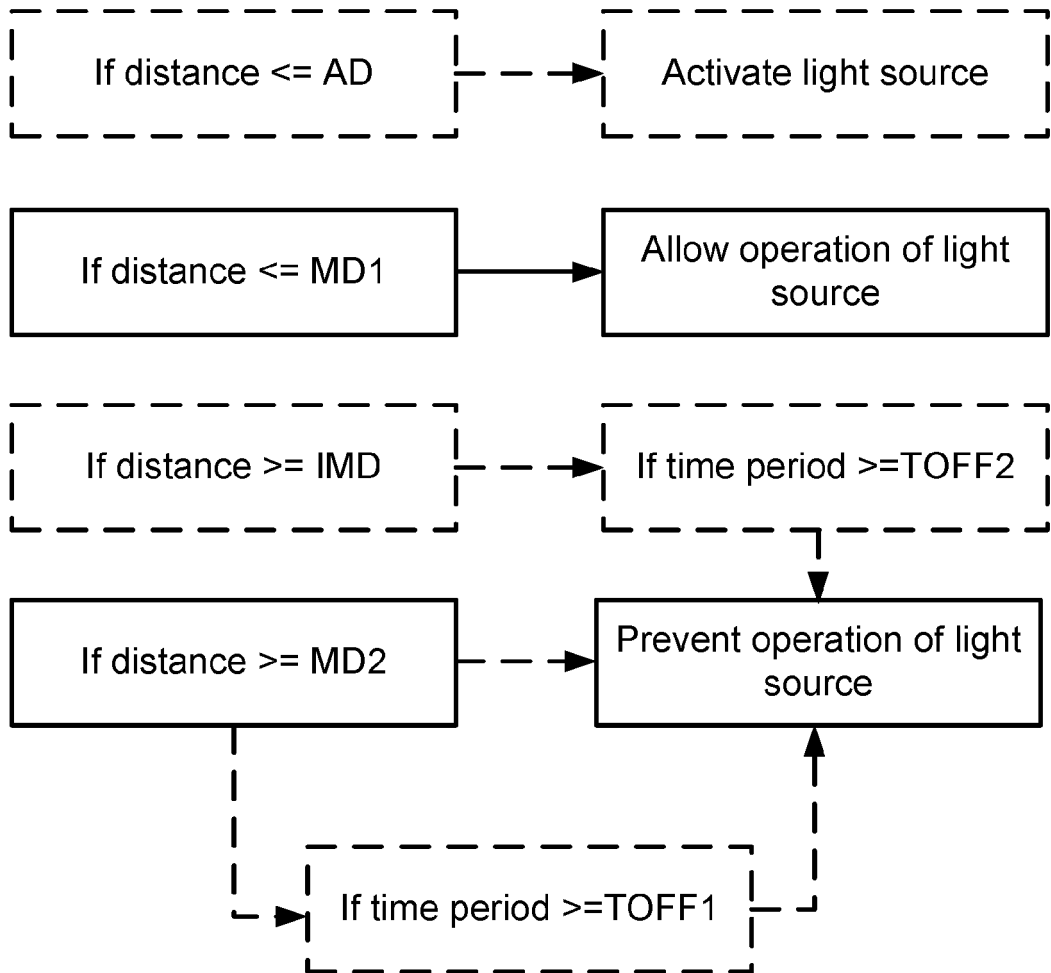 If distance <= AD
Activate light source
If distance <= MD1
Allow operation of light
source
If distance >= IMD
If time period >=TOFF2
If distance >= MD2
Prevent operation of light
source
If time period >=TOFF1